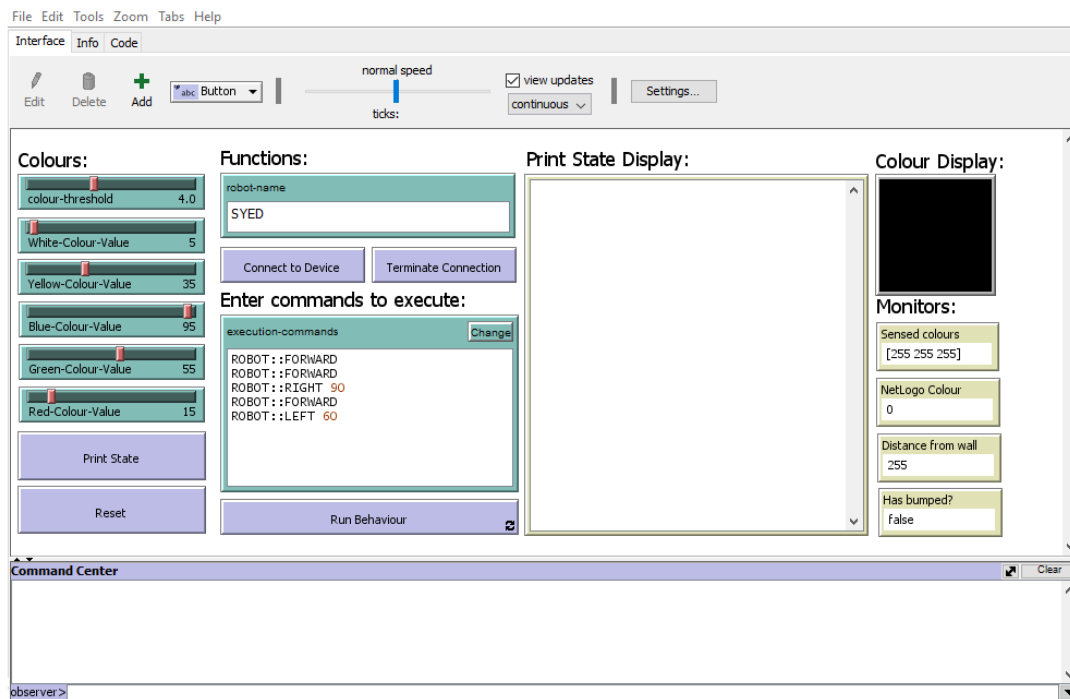 File Edit Tools Zoom Tabs Help
Interface Info Code
Edit Delete Add abc Button normal speed ticks: view updates continuous Settings...
Colours:
colour-threshold 4.0
White-Colour-Value 5
Yellow-Colour-Value 35
Blue-Colour-Value 95
Green-Colour-Value 55
Red-Colour-Value 15
Print State
Reset
Functions:
robot-name
SYED
Connect to Device Terminate Connection
Enter commands to execute:
execution-commands Change
ROBOT::FORWARD
ROBOT::FORWARD
ROBOT::RIGHT 90
ROBOT::FORWARD
ROBOT::LEFT 60
Run Behaviour
Print State Display:
Colour Display:
Monitors:
Sensed colours
[255 255 255]
NetLogo Colour
0
Distance from wall
255
Has bumped?
false
Command Center Clear
observer>